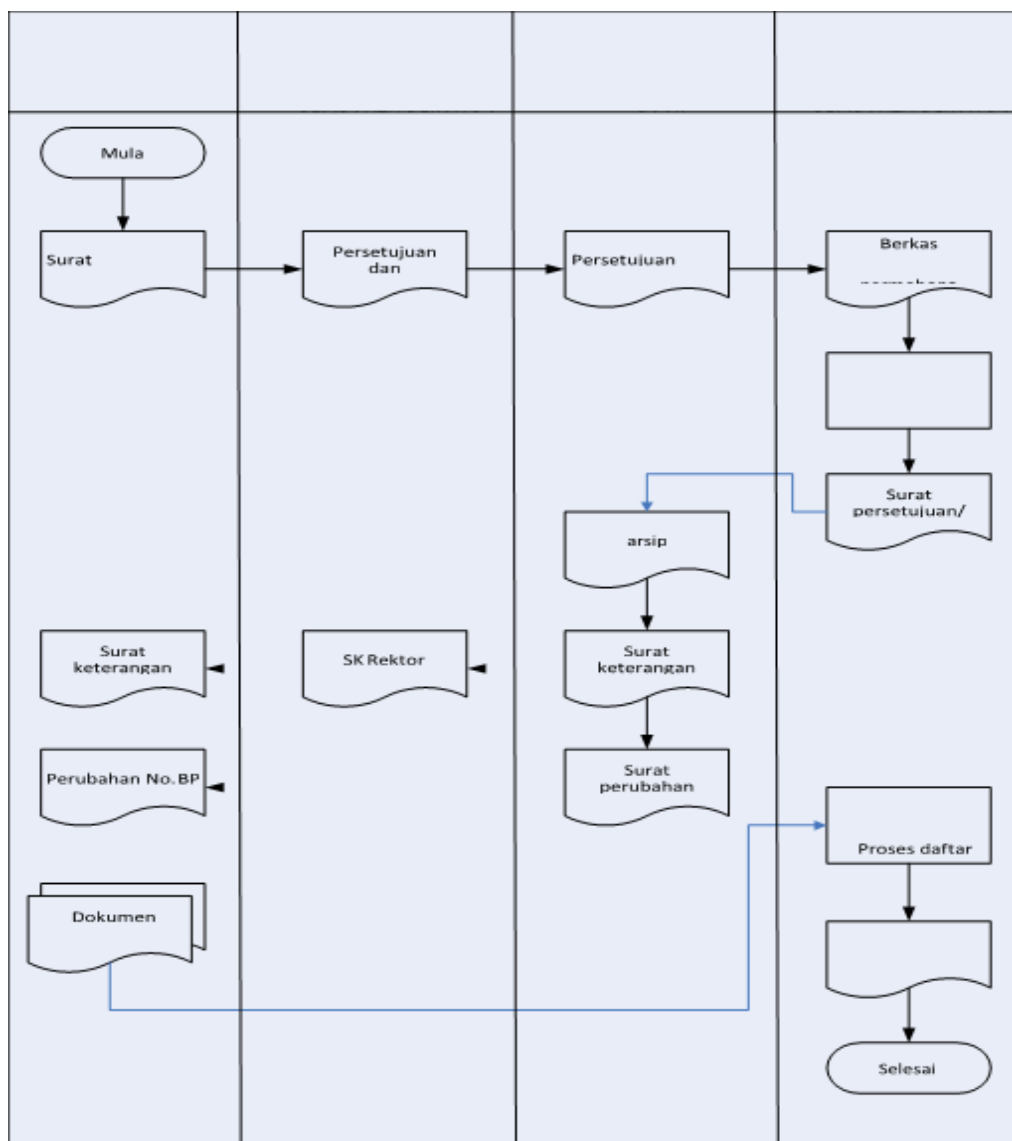 Mula
Surat
Persetujuan
dan
Persetujuan
Berkas
Surat
persetujuan/
arsip
Surat
keterangan
SK Rektor
Surat
keterangan
Perubahan No.BP
Surat
perubahan
Proses daftar
Dokumen
Selesai